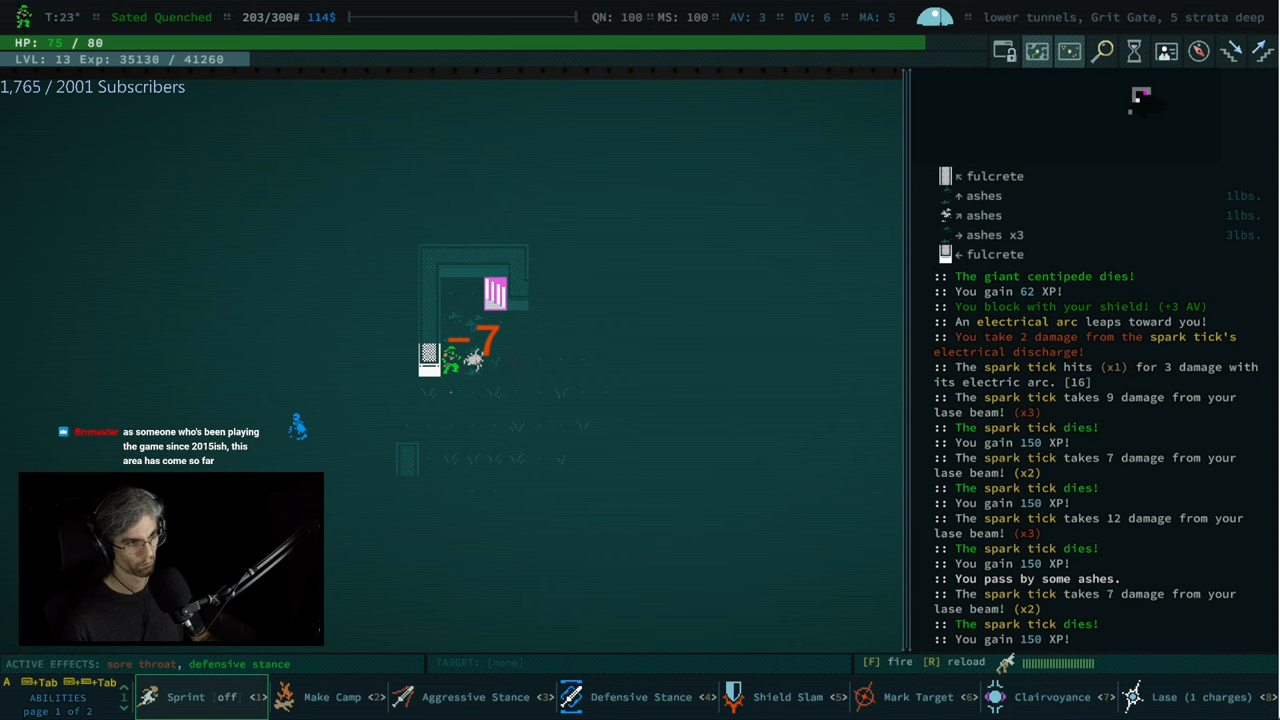 T:23° Sated Quenched :: 203/300# 114$ QN: 100 :: MS: 100 :: AV: 3 :: DV: 6 :: MA: 5 :: lower tunnels, Grit Gate, 5 strata deep
HP: 75 / 80
LVL: 13 Exp: 35130 / 41260
1,765 / 2001 Subscribers
fulcrete
ashes 1lbs.
ashes 1lbs.
ashes x3 3lbs.
fulcrete
:: The giant centipede dies!
:: You gain 62 XP!
:: You block with your shield! (+3 AV)
:: An electrical arc leaps toward you!
:: You take 2 damage from the spark tick's
electrical discharge!
:: The spark tick hits (x1) for 3 damage with
its electric arc. [16]
:: The spark tick takes 9 damage from your
lase beam! (x3)
:: The spark tick dies!
:: You gain 150 XP!
:: The spark tick takes 7 damage from your
lase beam! (x2)
:: The spark tick dies!
:: You gain 150 XP!
:: The spark tick takes 12 damage from your
lase beam! (x3)
:: The spark tick dies!
:: You gain 150 XP!
:: You pass by some ashes.
:: The spark tick takes 7 damage from your
lase beam! (x2)
:: The spark tick dies!
:: You gain 150 XP!
-7
Brrmaster as someone who's been playing
the game since 2015ish, this
area has come so far
ACTIVE EFFECTS: sore throat, defensive stance
TARGET: [none]
[F] fire [R] reload
A Tab Tab
ABILITIES
page 1 of 2
Sprint [off] <1> Make Camp <2> Aggressive Stance <3> Defensive Stance <4> Shield Slam <5> Mark Target <6> Clairvoyance <7> Lase (1 charges) <8>